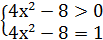 4x² − 8 > 0
4x² − 8 = 1